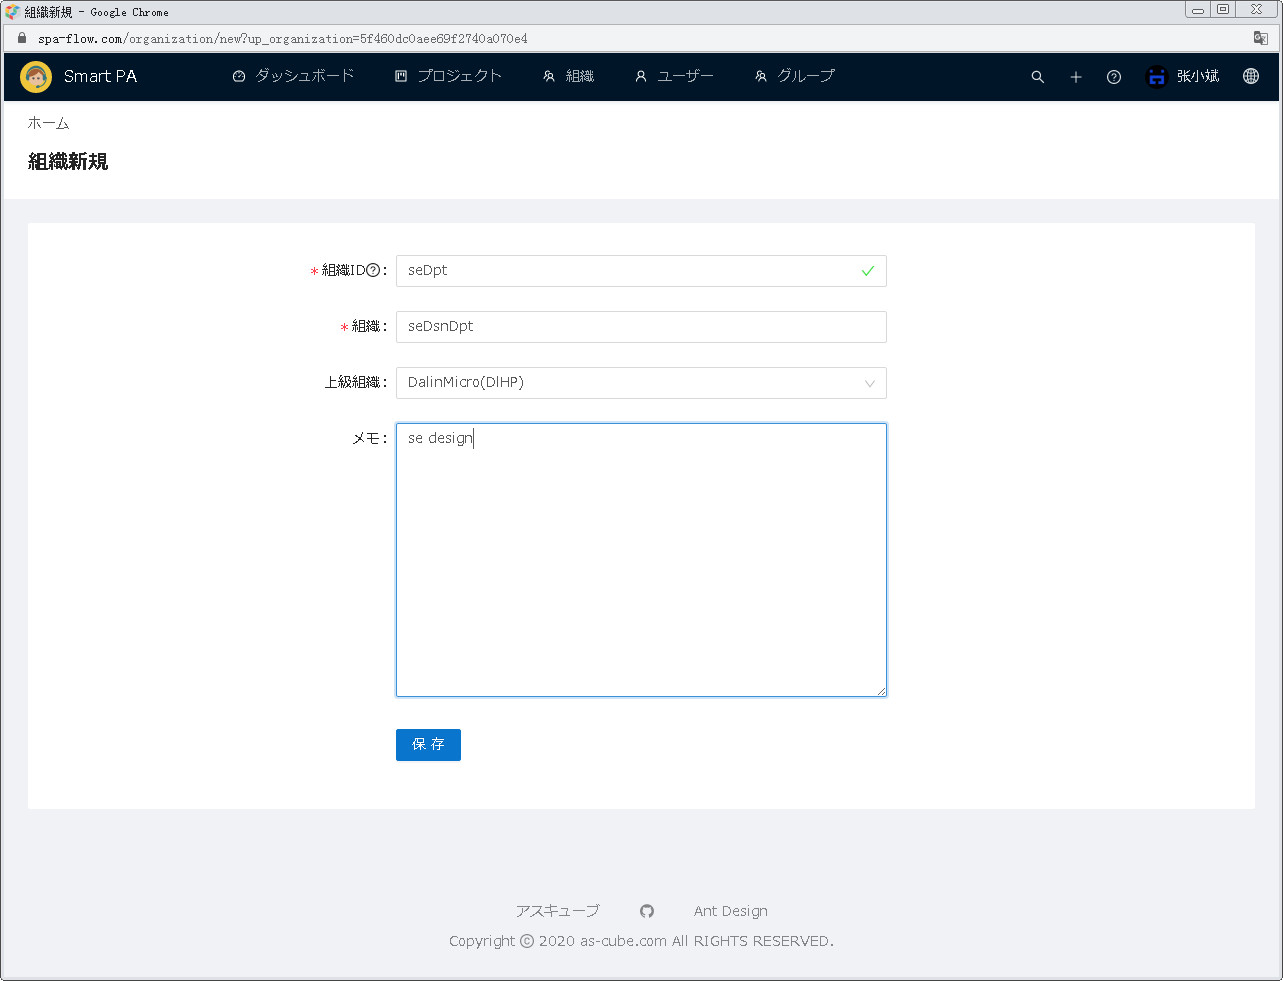 組織新規 - Google Chrome
spa-flow.com/organization/new?up_organization=5f460dc0aee69f2740a070e4
Smart PA ダッシュボード プロジェクト 組織 ユーザー グループ 张小斌
ホーム
組織新規
* 組織ID?: seDpt
* 組織: seDsnDpt
上級組織: DalinMicro(DlHP)
メモ: se design
保 存
アスキューブ Ant Design
Copyright © 2020 as-cube.com All RIGHTS RESERVED.